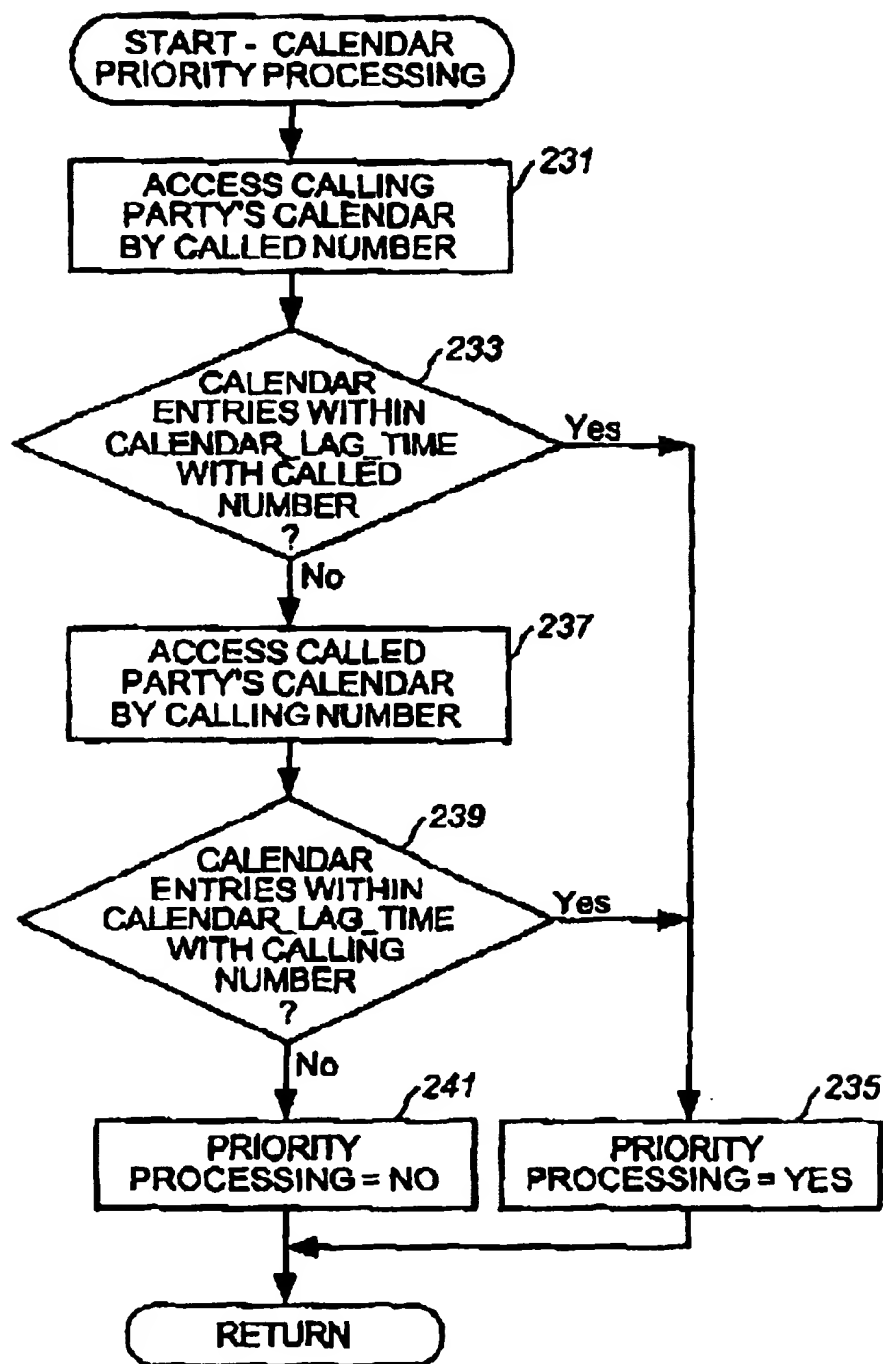 START - CALENDAR
PRIORITY PROCESSING
231
ACCESS CALLING
PARTY'S CALENDAR
BY CALLED NUMBER
233
CALENDAR
ENTRIES WITHIN
CALENDAR_LAG_TIME
WITH CALLED
NUMBER
?
Yes
No
237
ACCESS CALLED
PARTY'S CALENDAR
BY CALLING NUMBER
239
CALENDAR
ENTRIES WITHIN
CALENDAR_LAG_TIME
WITH CALLING
NUMBER
?
Yes
No
241
PRIORITY
PROCESSING = NO
235
PRIORITY
PROCESSING = YES
RETURN